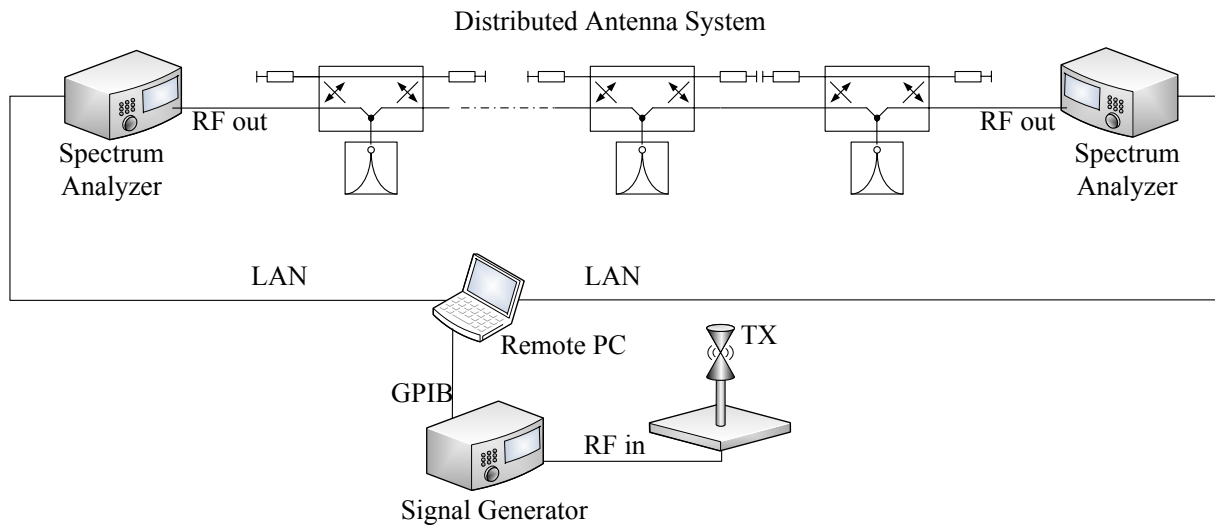 Distributed Antenna System
RF out
RF out
Spectrum
Analyzer
Spectrum
Analyzer
LAN
LAN
Remote PC
TX
GPIB
RF in
Signal Generator